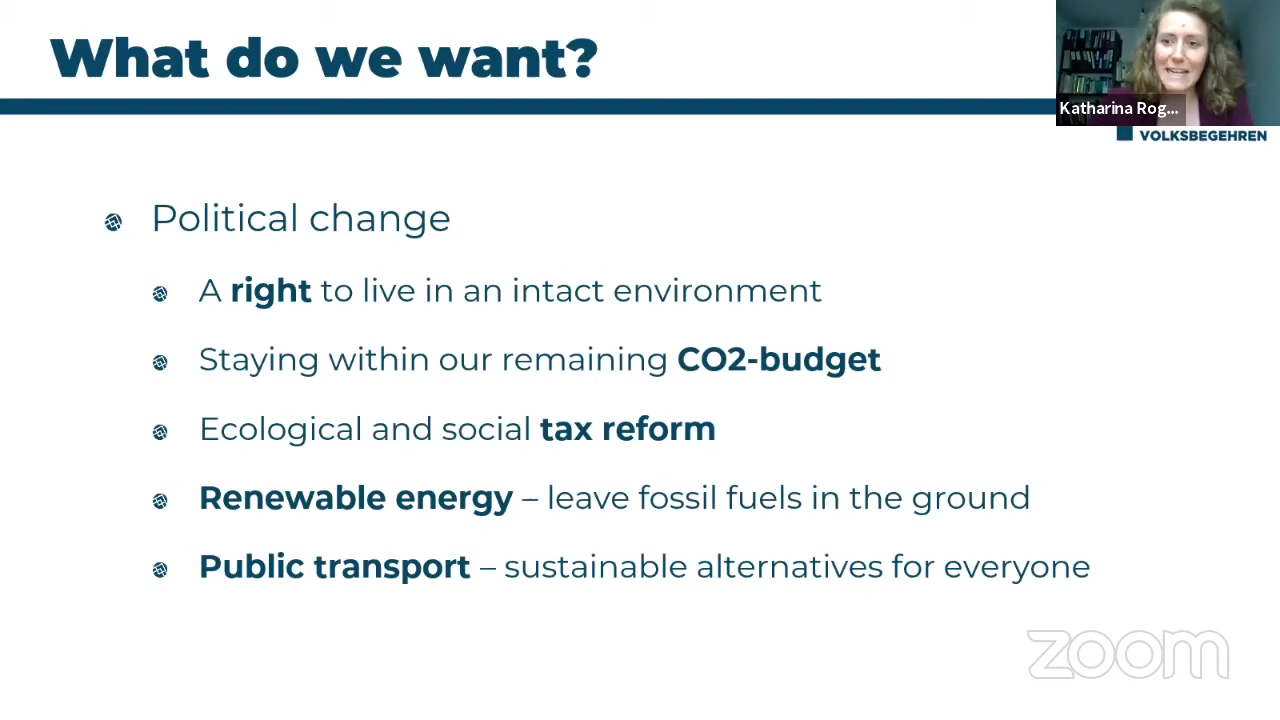 What do we want?
Katharina Rog...
VOLKSBEGEHREN
Political change
A right to live in an intact environment
Staying within our remaining CO2-budget
Ecological and social tax reform
Renewable energy – leave fossil fuels in the ground
Public transport – sustainable alternatives for everyone
zoom